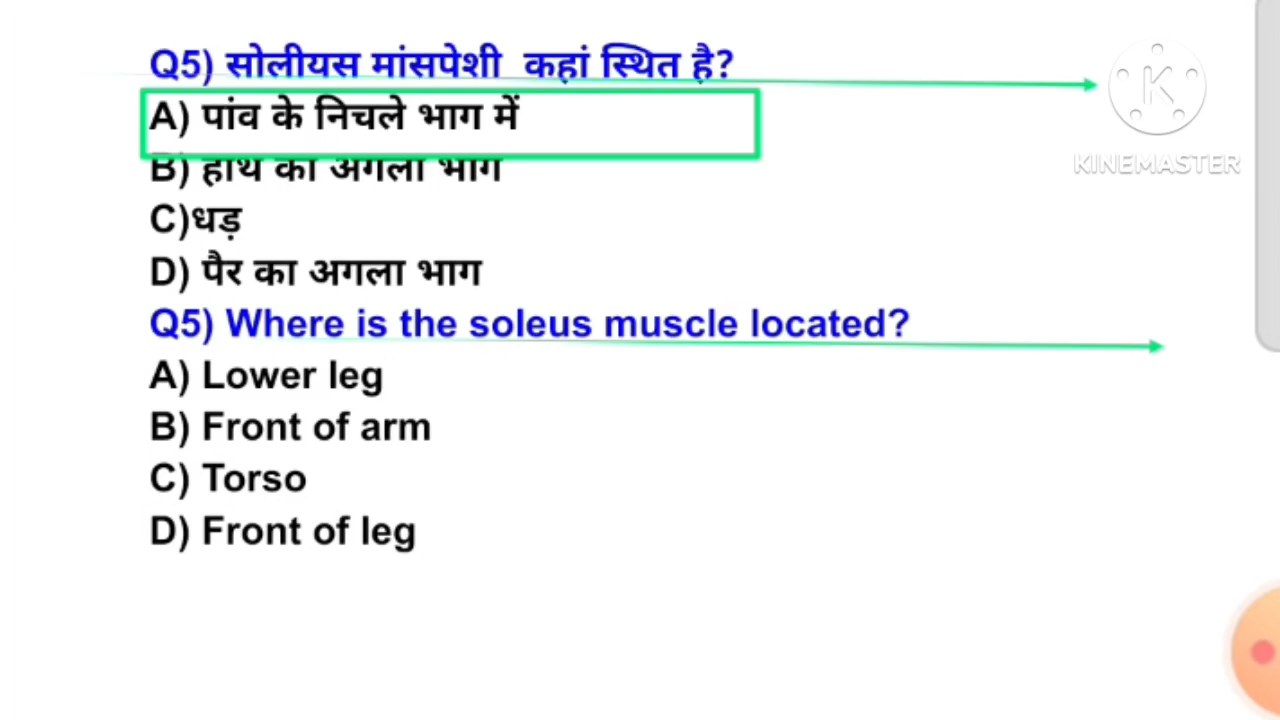 Q5) सोलीयस मांसपेशी कहां स्थित है?
A) पांव के निचले भाग में
B) हाथ का अगला भाग
C)धड़
D) पैर का अगला भाग
Q5) Where is the soleus muscle located?
A) Lower leg
B) Front of arm
C) Torso
D) Front of leg
K
KINEMASTER